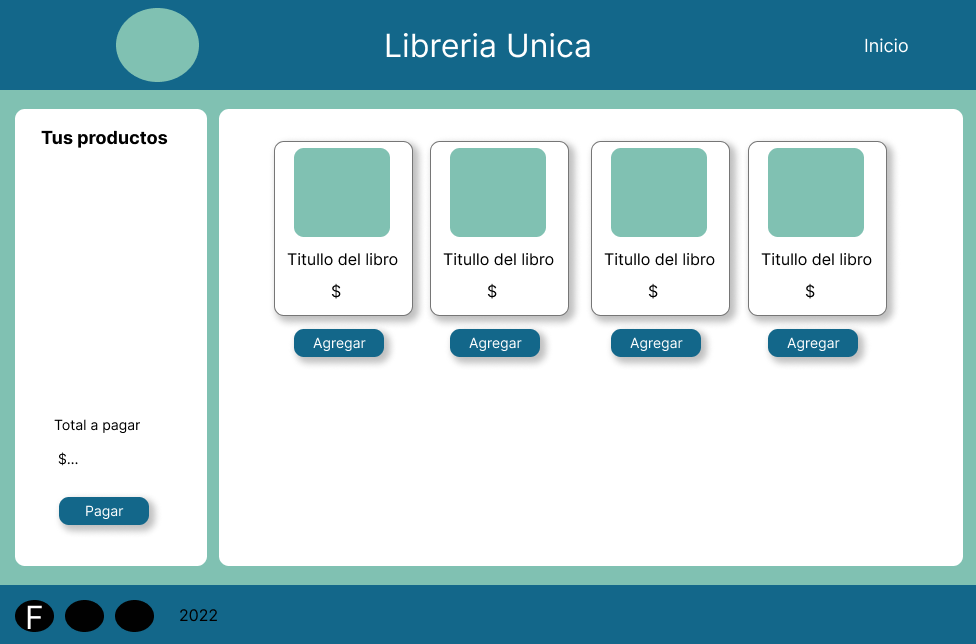 Libreria Unica
Inicio
Tus productos
Titullo del libro
$
Agregar
Titullo del libro
$
Agregar
Titullo del libro
$
Agregar
Titullo del libro
$
Agregar
Total a pagar
$...
Pagar
F
2022